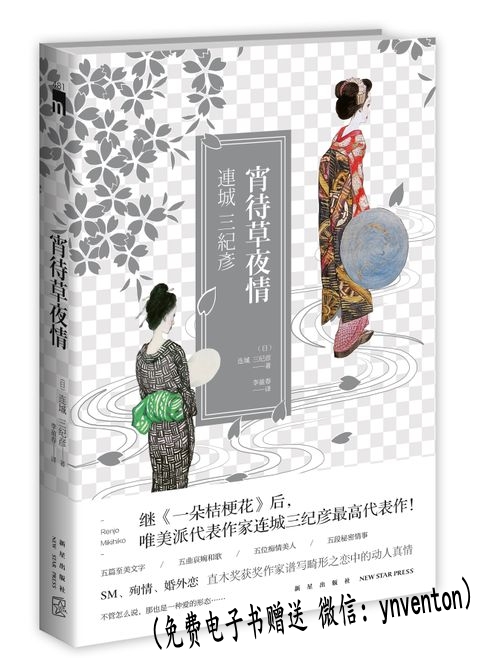 宵待草夜情
連城 三紀彥
(日)
连城 三纪彦
——著
李盈春
——译
m
宵待草夜情
(日) 连城 三纪彦 著
李盈春 译
新星出版社
NEW STAR PRESS
Renjo
Mikihiko
继《一朵桔梗花》后，
唯美派代表作家连城三纪彦最高代表作！
五篇至美文字 / 五曲哀婉和歌 / 五位痴情美人 / 五段秘密情事
SM、殉情、婚外恋 直木奖获奖作家谱写畸形之恋中的动人真情
不管怎么说，那也是一种爱的形态……
新星出版社 NEW STAR PRESS
(免费电子书赠送 微信：ynventon)